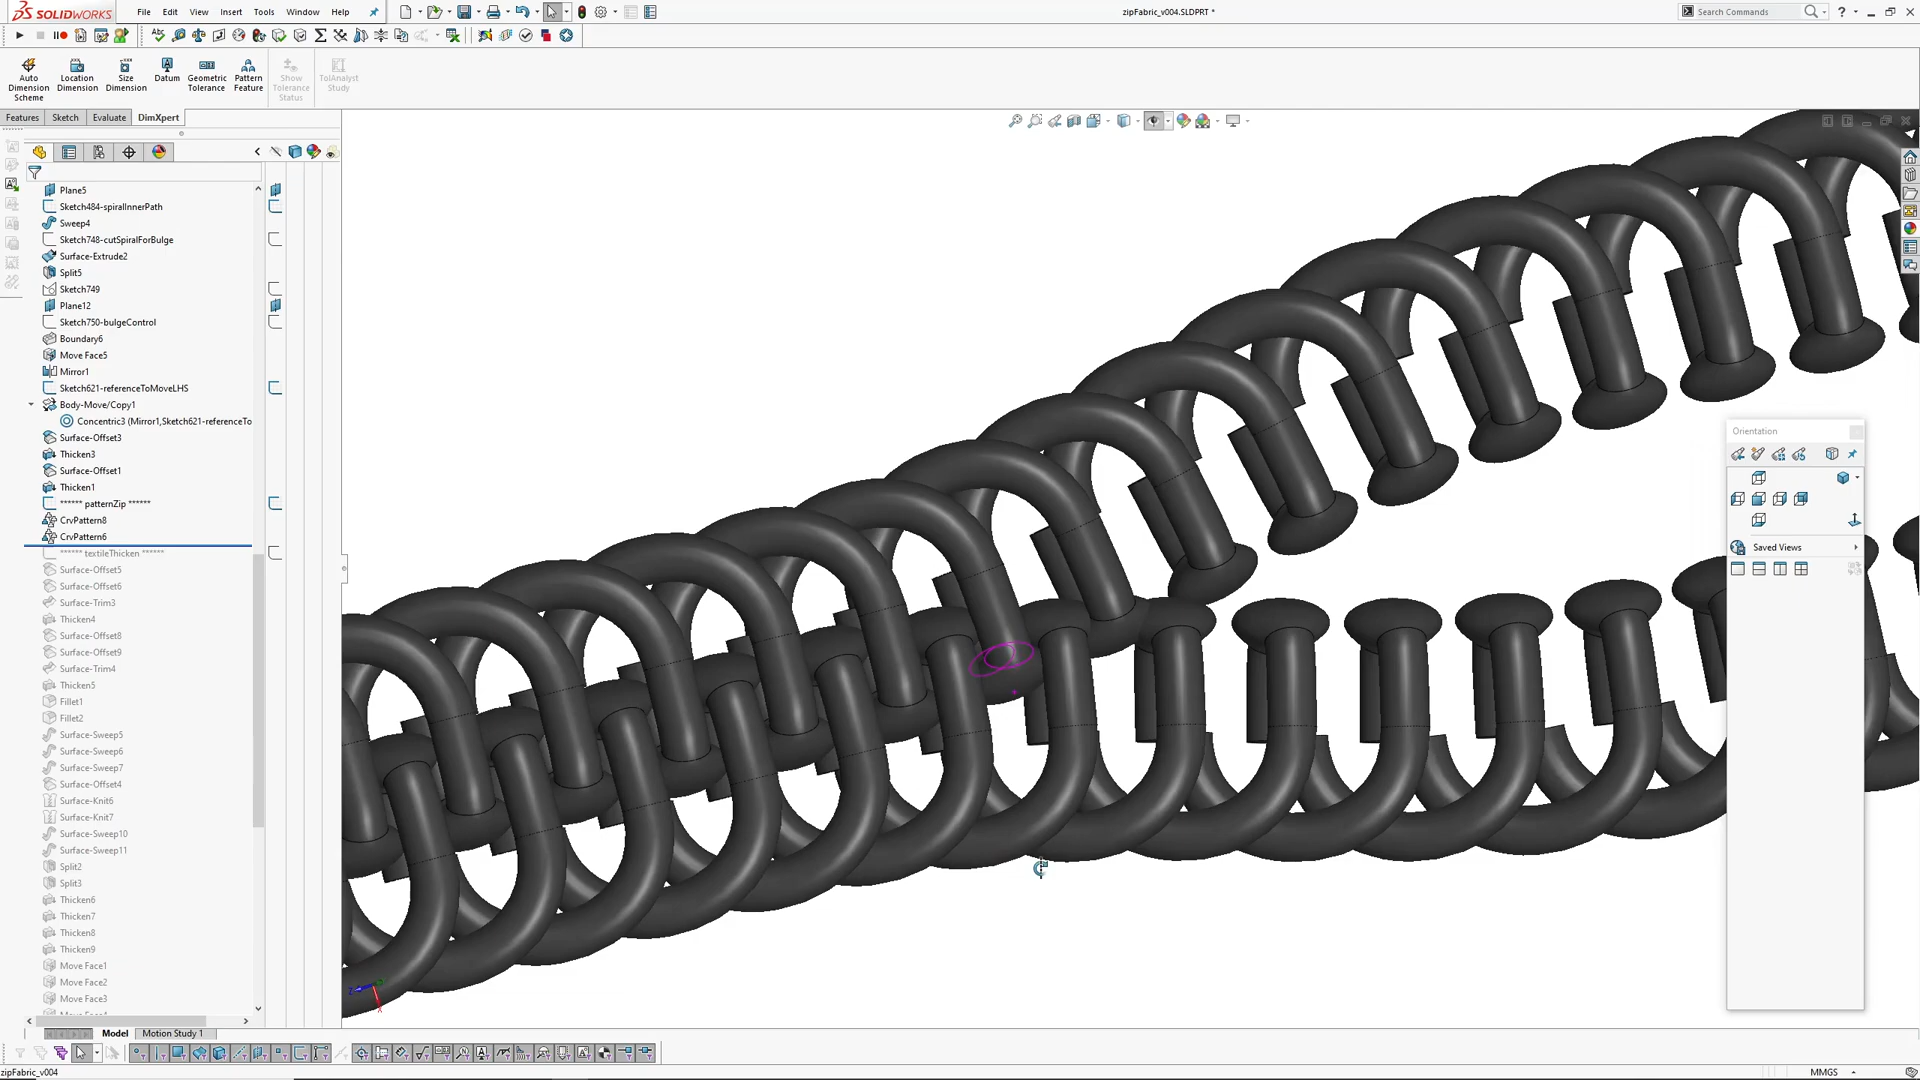 SOLIDWORKS
File Edit View Insert Tools Window Help
zipFabric_v004.SLDPRT *
Search Commands
Auto Dimension Scheme
Location Dimension
Size Dimension
Datum
Geometric Tolerance
Pattern Feature
Show Tolerance Status
TolAnalyst Study
Features Sketch Evaluate DimXpert
Plane5
Sketch484-spiralInnerPath
Sweep4
Sketch748-cutSpiralForBulge
Surface-Extrude2
Split5
Sketch749
Plane12
Sketch750-bulgeControl
Boundary6
Move Face5
Mirror1
Sketch621-referenceToMoveLHS
Body-Move/Copy1
Concentric3 (Mirror1,Sketch621-referenceTo
Surface-Offset3
Thicken3
Surface-Offset1
Thicken1
****** patternZip ******
CrvPattern8
CrvPattern6
****** textileThicken ******
Surface-Offset5
Surface-Offset6
Surface-Trim3
Thicken4
Surface-Offset8
Surface-Offset9
Surface-Trim4
Thicken5
Fillet1
Fillet2
Surface-Sweep5
Surface-Sweep6
Surface-Sweep7
Surface-Offset4
Surface-Knit6
Surface-Knit7
Surface-Sweep10
Surface-Sweep11
Split2
Split3
Thicken6
Thicken7
Thicken8
Thicken9
Move Face1
Move Face2
Move Face3
Orientation
Saved Views
Model Motion Study 1
zipFabric_v004
MMGS